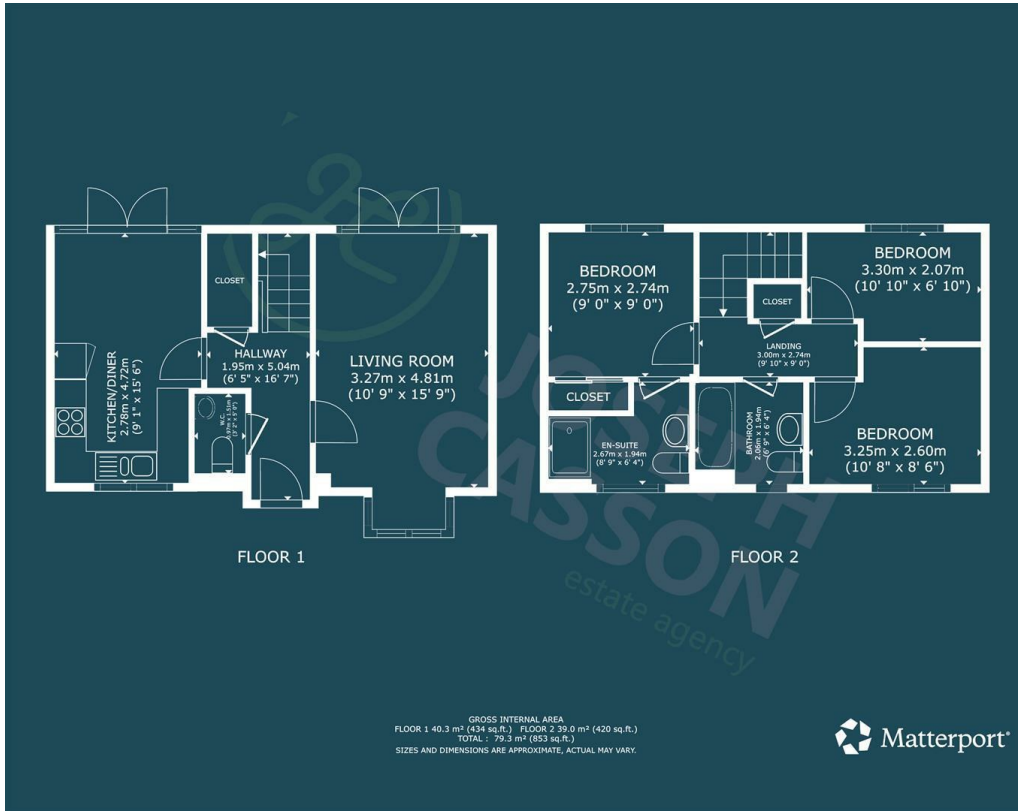 KITCHEN/DINER
2.78m x 4.72m
(9' 1" x 15' 6")
CLOSET
HALLWAY
1.95m x 5.04m
(6' 5" x 16' 7")
W.C.
LIVING ROOM
3.27m x 4.81m
(10' 9" x 15' 9")
FLOOR 1
BEDROOM
2.75m x 2.74m
(9' 0" x 9' 0")
CLOSET
BEDROOM
3.30m x 2.07m
(10' 10" x 6' 10")
LANDING
3.00m x 2.74m
(9' 10" x 9' 0")
CLOSET
EN-SUITE
2.67m x 1.94m
(8' 9" x 6' 4")
BATHROOM
2.06m x 1.94m
(6' 9" x 6' 4")
BEDROOM
3.25m x 2.60m
(10' 8" x 8' 6")
FLOOR 2
JOSEPH
CASSON
estate agency
GROSS INTERNAL AREA
FLOOR 1 40.3 m² (434 sq.ft.) FLOOR 2 39.0 m² (420 sq.ft.)
TOTAL : 79.3 m² (853 sq.ft.)
SIZES AND DIMENSIONS ARE APPROXIMATE, ACTUAL MAY VARY.
Matterport®